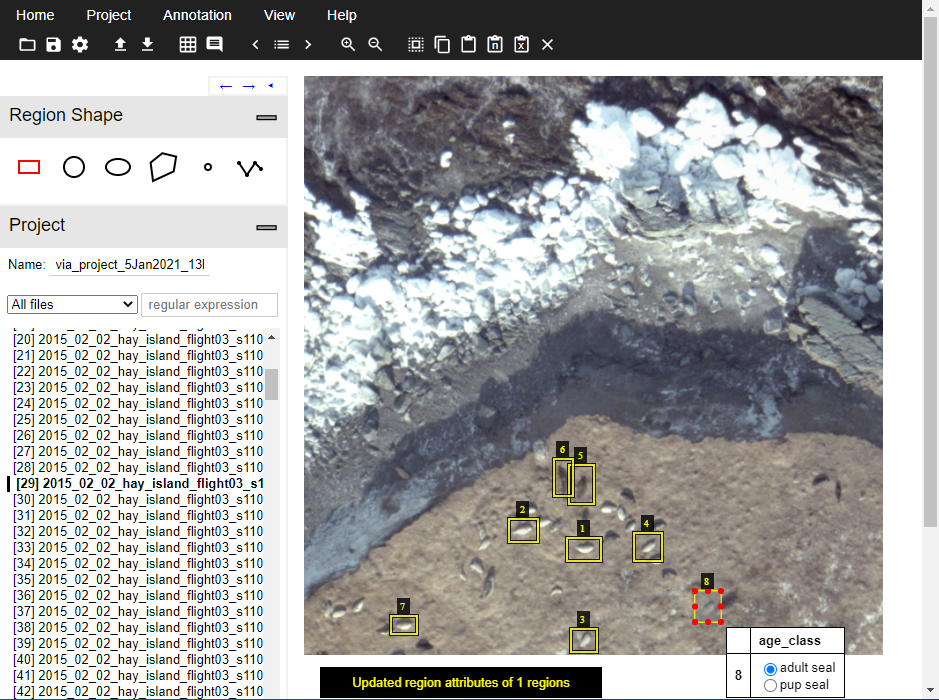 Home Project Annotation View Help
Region Shape
Project
Name: via_project_5Jan2021_13
All files regular expression
[20] 2015_02_02_hay_island_flight03_s110
[21] 2015_02_02_hay_island_flight03_s110
[22] 2015_02_02_hay_island_flight03_s110
[23] 2015_02_02_hay_island_flight03_s110
[24] 2015_02_02_hay_island_flight03_s110
[25] 2015_02_02_hay_island_flight03_s110
[26] 2015_02_02_hay_island_flight03_s110
[27] 2015_02_02_hay_island_flight03_s110
[28] 2015_02_02_hay_island_flight03_s110
[29] 2015_02_02_hay_island_flight03_s1
[30] 2015_02_02_hay_island_flight03_s110
[31] 2015_02_02_hay_island_flight03_s110
[32] 2015_02_02_hay_island_flight03_s110
[33] 2015_02_02_hay_island_flight03_s110
[34] 2015_02_02_hay_island_flight03_s110
[35] 2015_02_02_hay_island_flight03_s110
[36] 2015_02_02_hay_island_flight03_s110
[37] 2015_02_02_hay_island_flight03_s110
[38] 2015_02_02_hay_island_flight03_s110
[39] 2015_02_02_hay_island_flight03_s110
[40] 2015_02_02_hay_island_flight03_s110
[41] 2015_02_02_hay_island_flight03_s110
[42] 2015_02_02_hay_island_flight03_s110
6
5
2
1
4
8
7
3
age_class
8
adult seal
pup seal
Updated region attributes of 1 regions